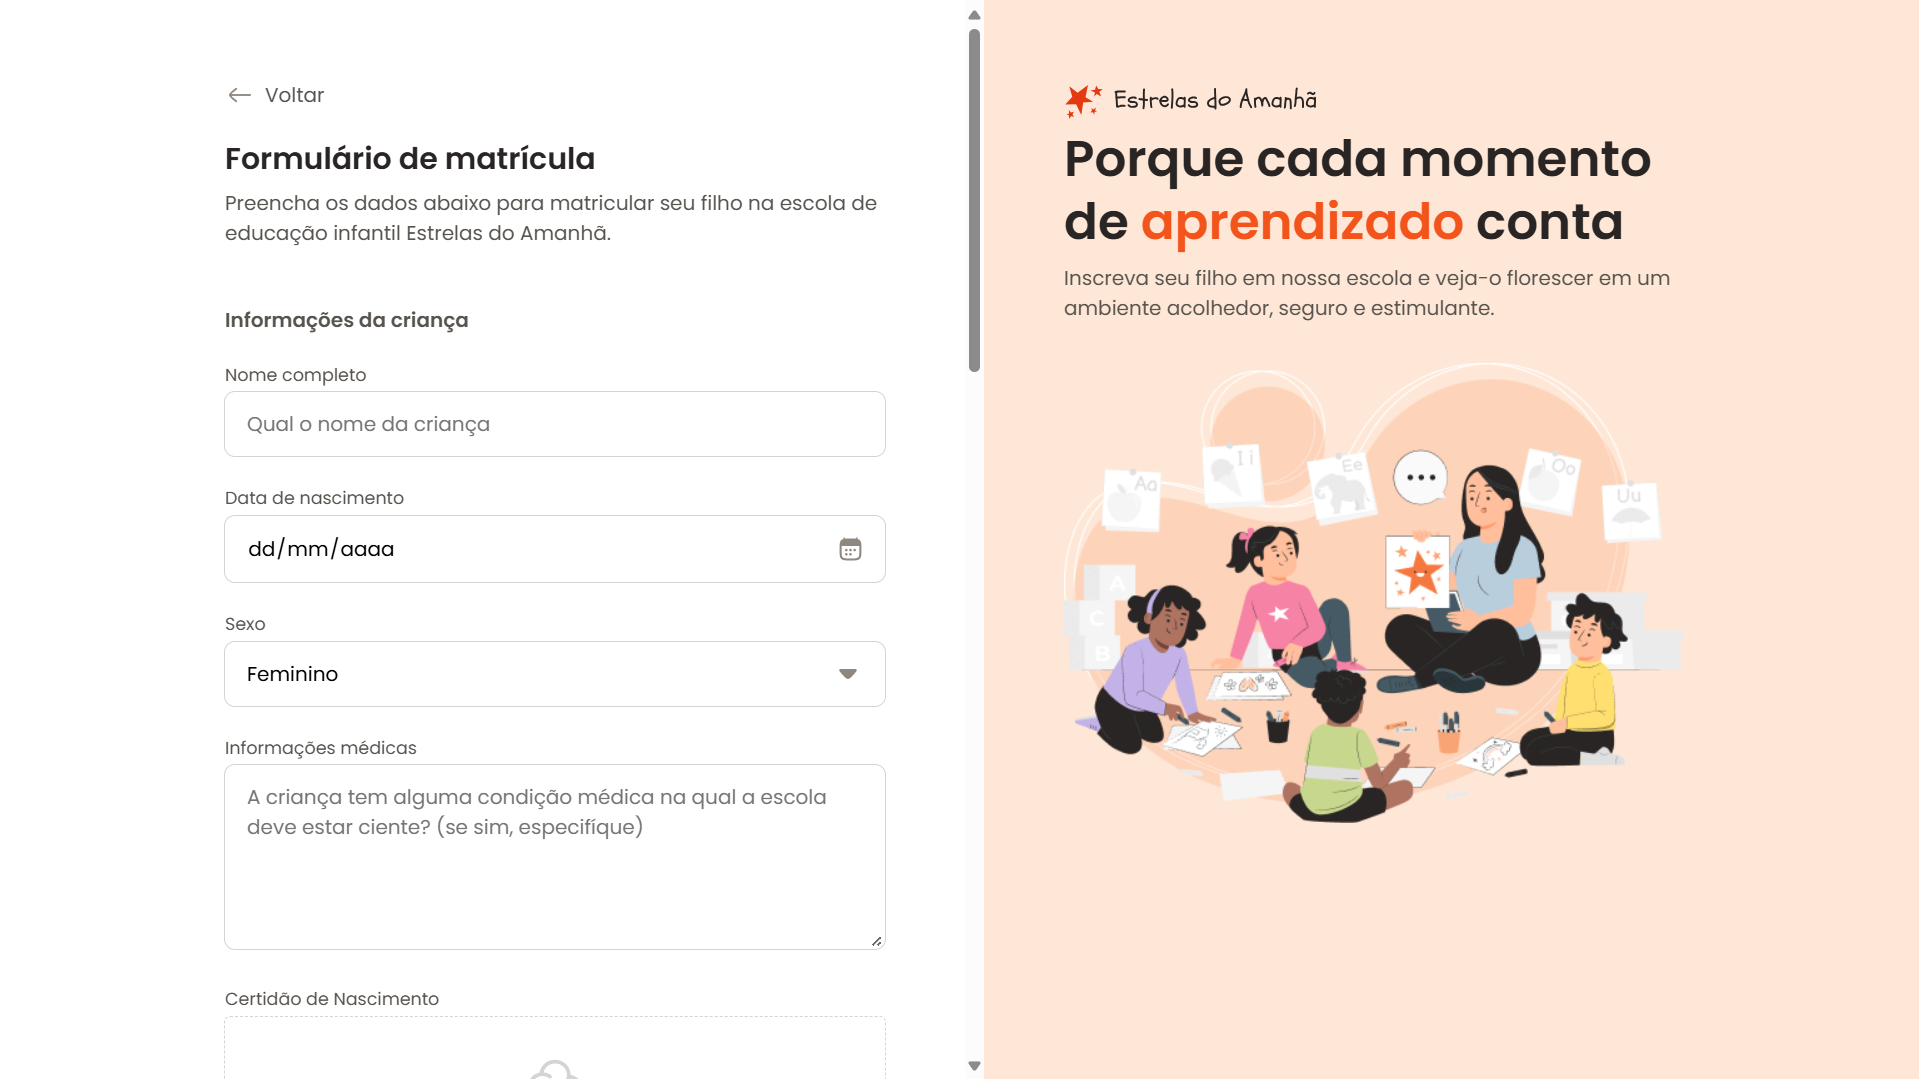 Voltar
Formulário de matrícula
Preencha os dados abaixo para matricular seu filho na escola de
educação infantil Estrelas do Amanhã.
Informações da criança
Nome completo
Qual o nome da criança
Data de nascimento
dd/mm/aaaa
Sexo
Feminino
Informações médicas
A criança tem alguma condição médica na qual a escola
deve estar ciente? (se sim, especifíque)
Certidão de Nascimento
Estrelas do Amanhã
Porque cada momento
de aprendizado conta
Inscreva seu filho em nossa escola e veja-o florescer em um
ambiente acolhedor, seguro e estimulante.
Aa
Ii
Ee
Oo
Uu
A
C
B